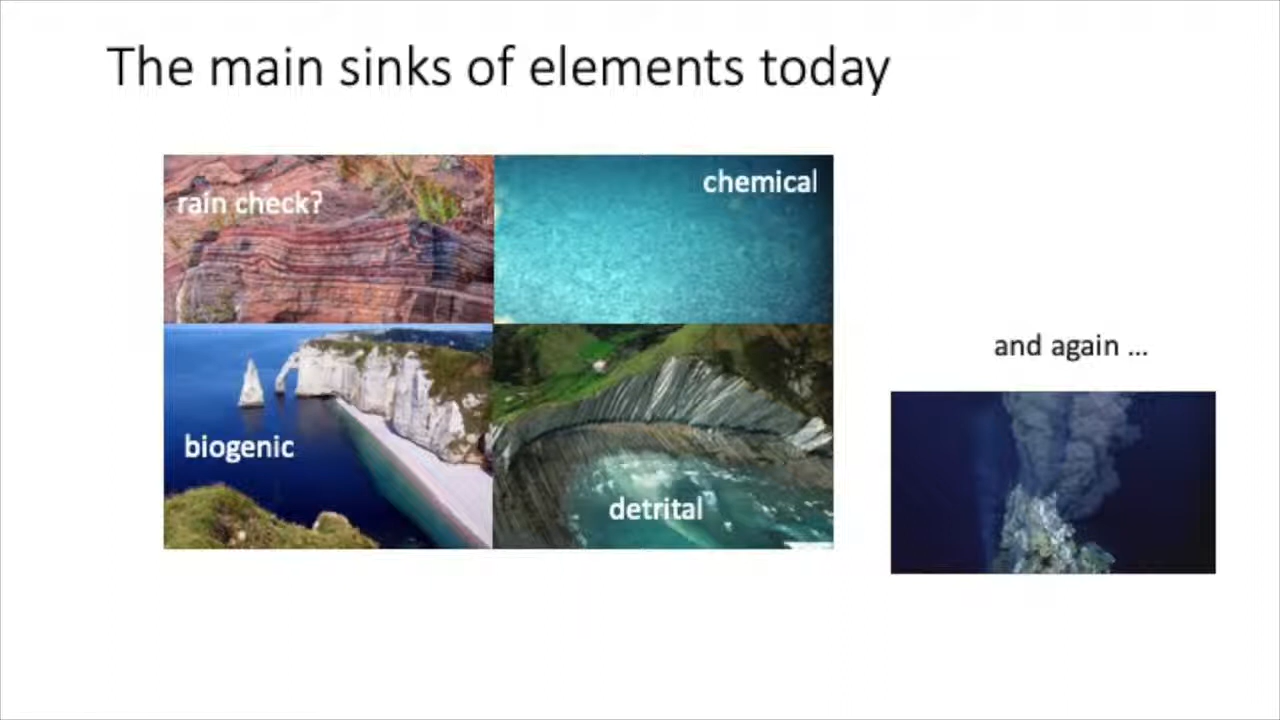 The main sinks of elements today
rain check?
chemical
and again ...
biogenic
detrital